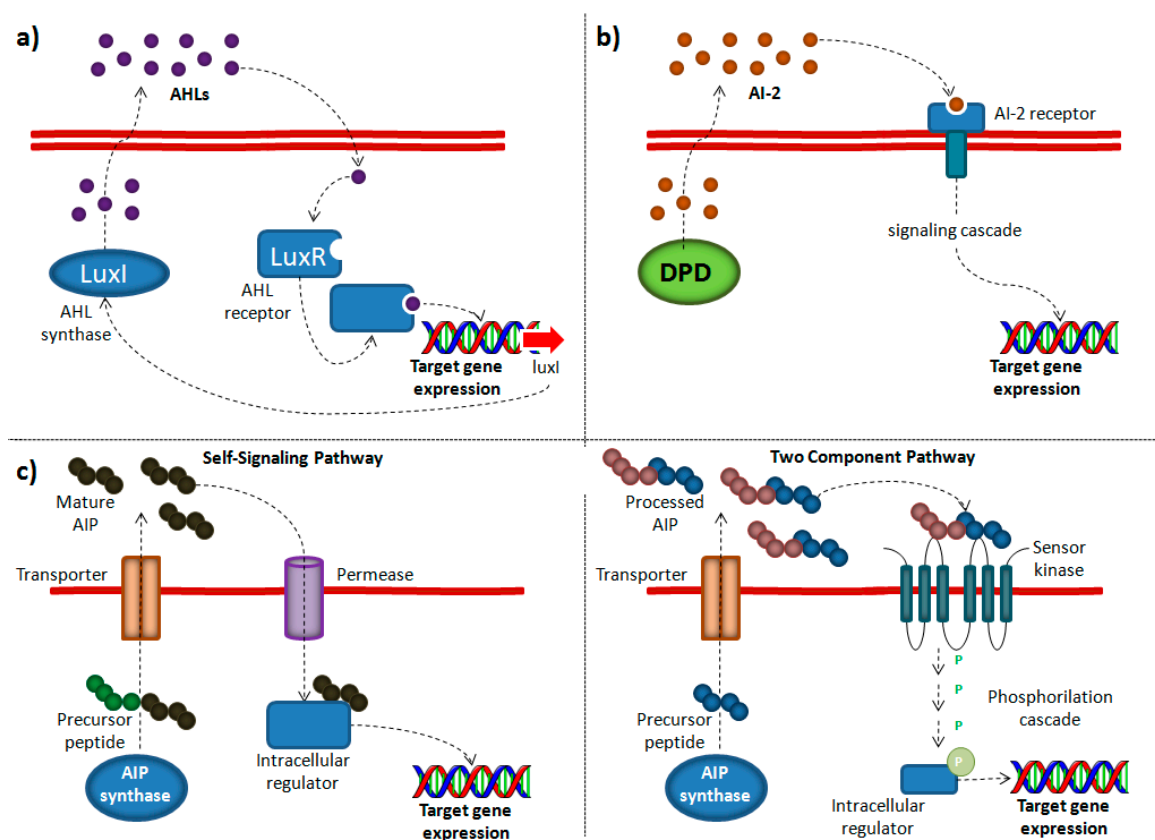 a)
AHLs
LuxI
AHL
synthase
LuxR
AHL
receptor
Target gene
expression
luxI
b)
AI-2
AI-2 receptor
DPD
signaling cascade
Target gene
expression
c)
Self-Signaling Pathway
Mature
AIP
Transporter
Permease
Precursor
peptide
AIP
synthase
Intracellular
regulator
Target gene
expression
Two Component Pathway
Processed
AIP
Transporter
Sensor
kinase
P
P
P
Phosphorilation
cascade
Precursor
peptide
AIP
synthase
P
Intracellular
regulator
Target gene
expression